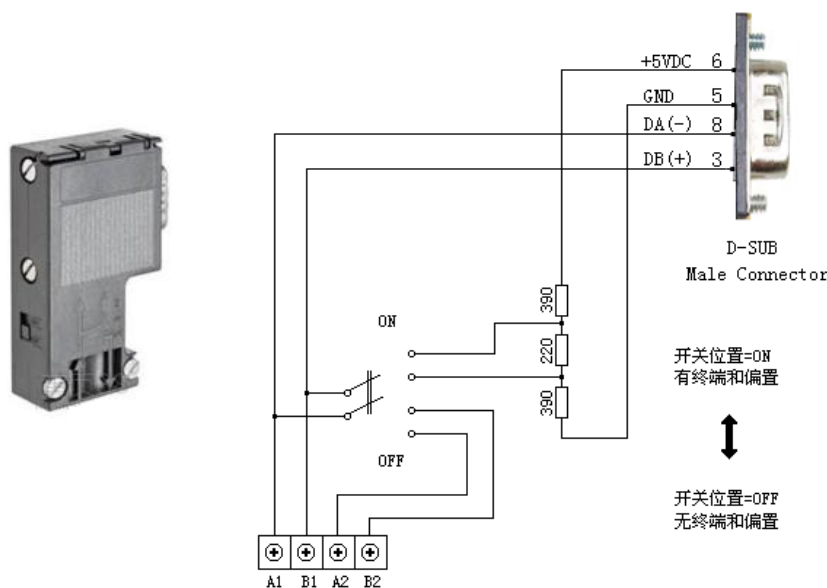 +5VDC 6
GND 5
DA(-) 8
DB(+) 3
D-SUB
Male Connector
390
220
390
ON
OFF
开关位置=ON
有终端和偏置
开关位置=OFF
无终端和偏置
A1 B1 A2 B2